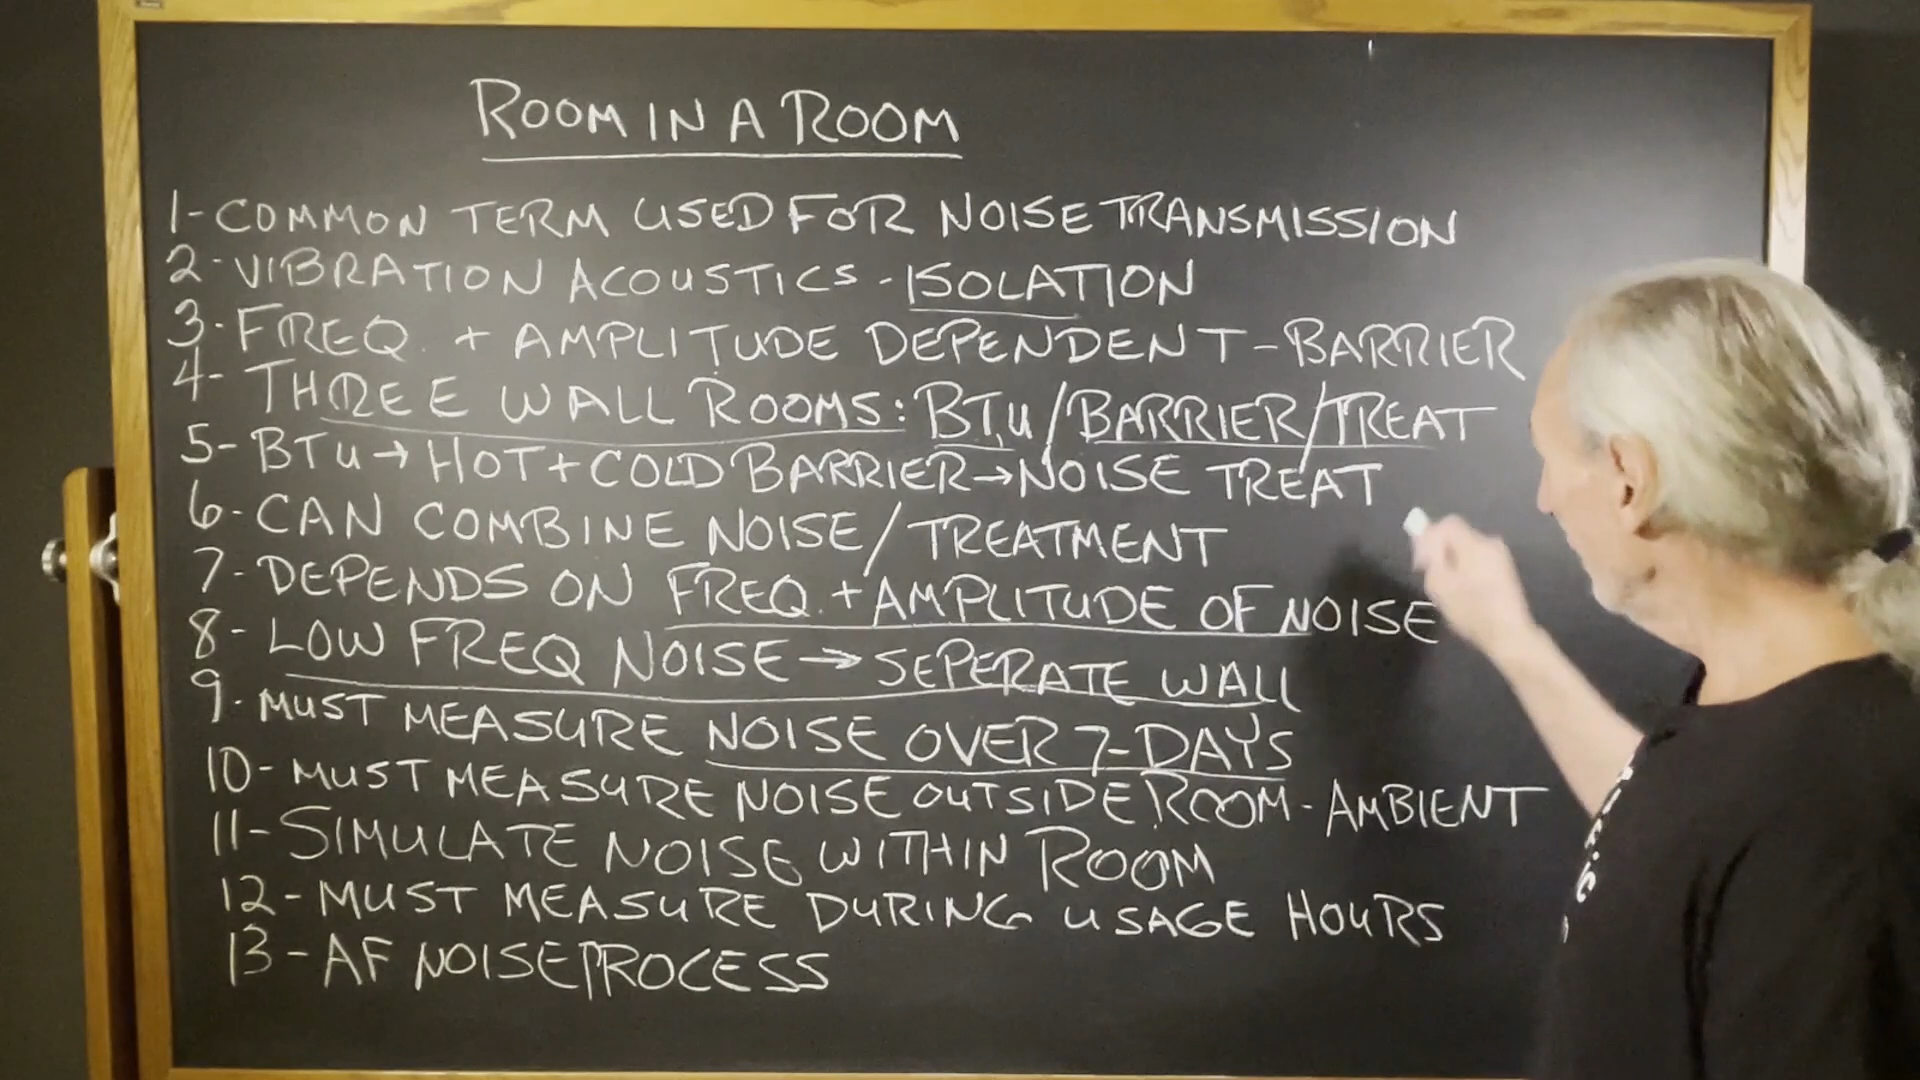 ROOM IN A ROOM
1-COMMON TERM USED FOR NOISE TRANSMISSION
2-VIBRATION ACOUSTICS-ISOLATION
3-FREQ. + AMPLITUDE DEPENDENT-BARRIER
4-THREE WALL ROOMS: BTu/BARRIER/TREAT
5-BTu→HOT+COLD BARRIER→NOISE TREAT
6-CAN COMBINE NOISE/TREATMENT
7-DEPENDS ON FREQ.+AMPLITUDE OF NOISE
8-LOW FREQ NOISE→SEPERATE WALL
9-MUST MEASURE NOISE OVER 7-DAYS
10-MUST MEASURE NOISE OUTSIDE ROOM-AMBIENT
11-SIMULATE NOISE WITHIN ROOM
12-MUST MEASURE DURING USAGE HOURS
13-AF NOISE PROCESS